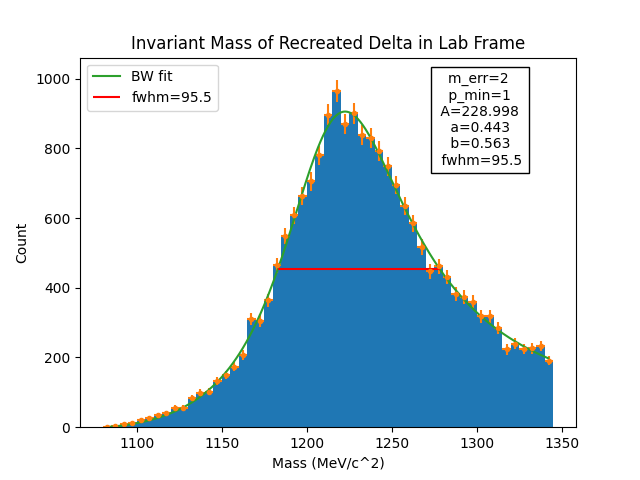 Invariant Mass of Recreated Delta in Lab Frame
BW fit
fwhm=95.5
m_err=2
p_min=1
A=228.998
a=0.443
b=0.563
fwhm=95.5
Count
1000
800
600
400
200
0
1100
1150
1200
1250
1300
1350
Mass (MeV/c^2)